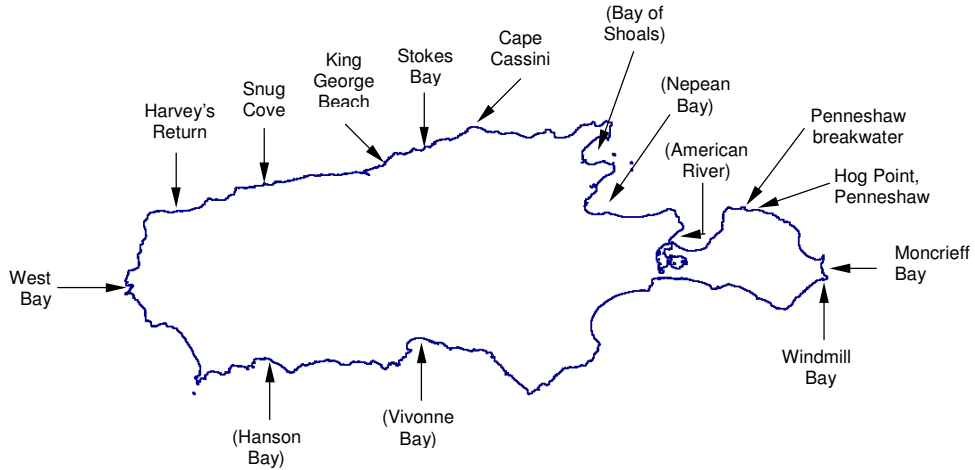 (Bay of
Shoals)
Cape
Cassini
Stokes
Bay
King
George
Beach
Snug
Cove
Harvey's
Return
(Nepean
Bay)
Penneshaw
breakwater
(American
River)
Hog Point,
Penneshaw
Moncrieff
Bay
West
Bay
Windmill
Bay
(Vivonne
Bay)
(Hanson
Bay)